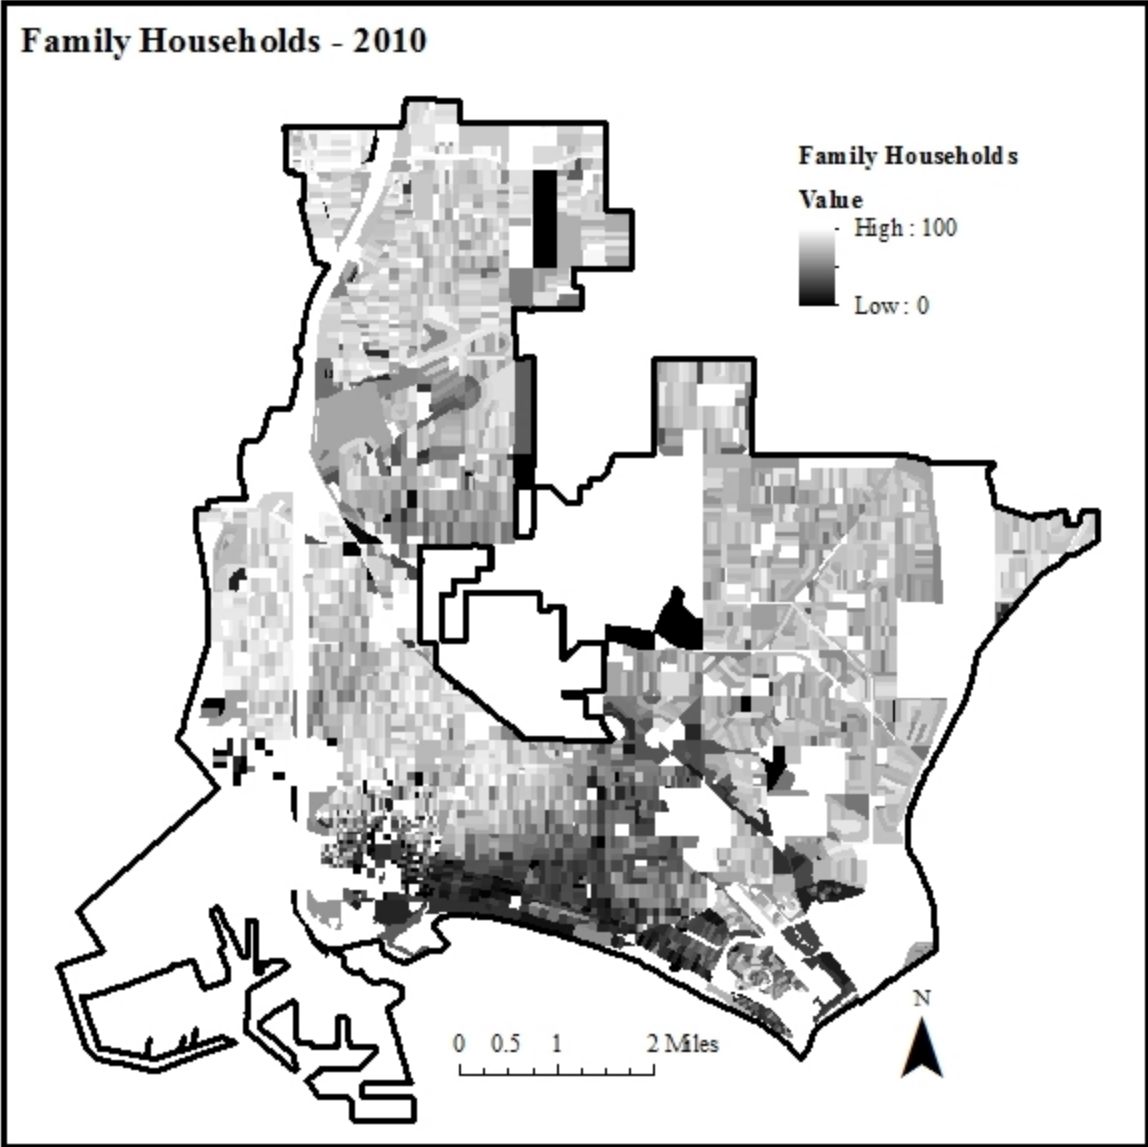 Family Households - 2010
Family Households
Value
High : 100
Low : 0
N
0 0.5 1 2 Miles